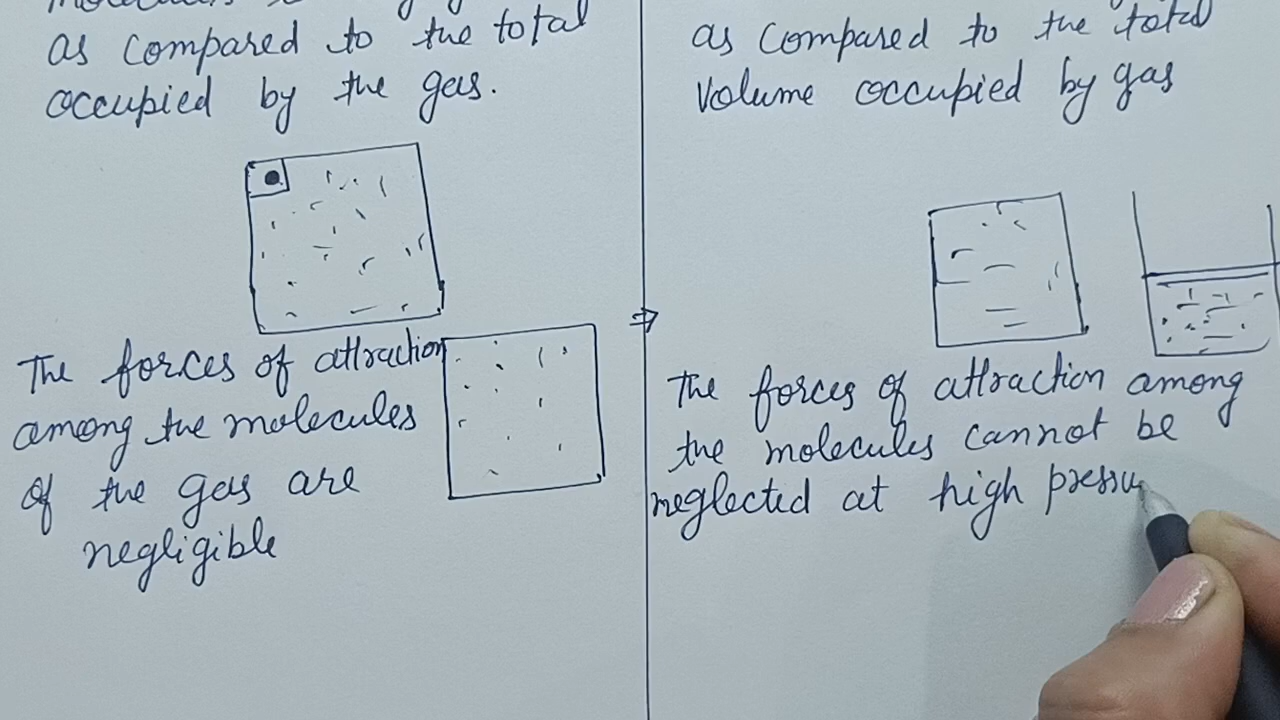 as compared to the total
occupied by the gas.
The forces of attraction
among the molecules
of the gas are
negligible
as compared to the total
volume occupied by gas
⇒
The forces of attraction among
the molecules cannot be
neglected at high pressu